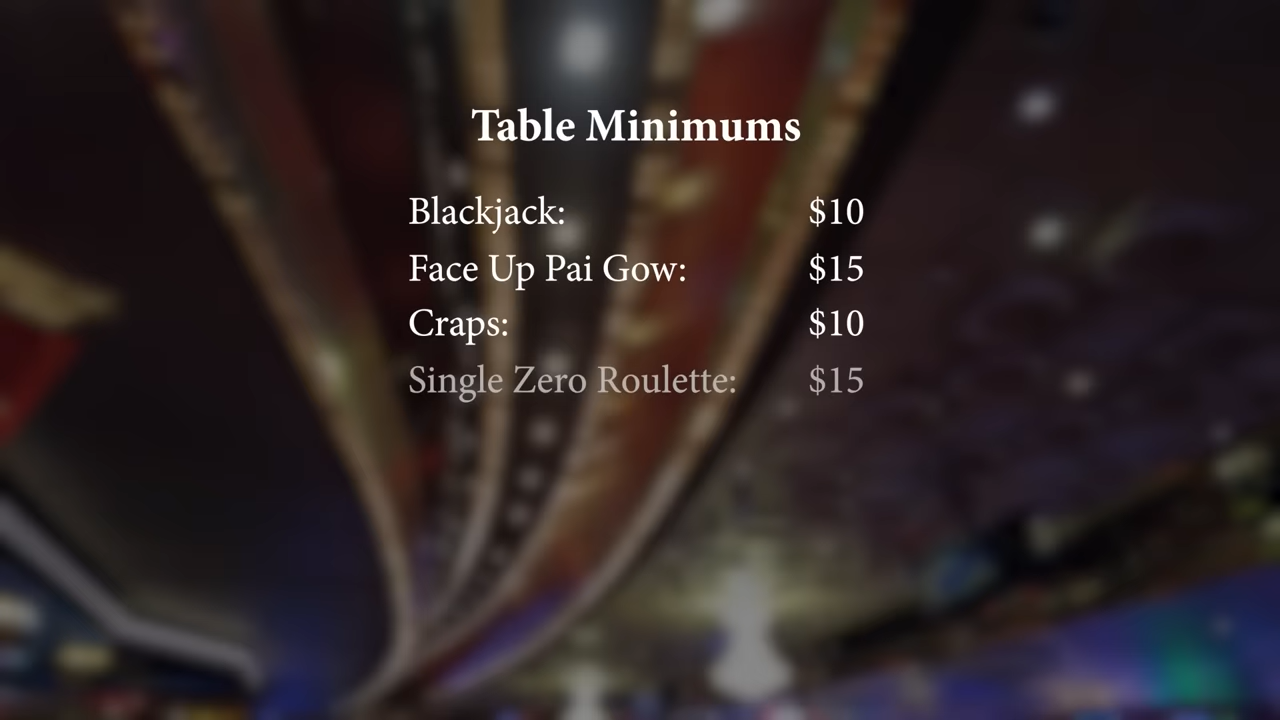 Table Minimums
Blackjack: $10
Face Up Pai Gow: $15
Craps: $10
Single Zero Roulette: $15